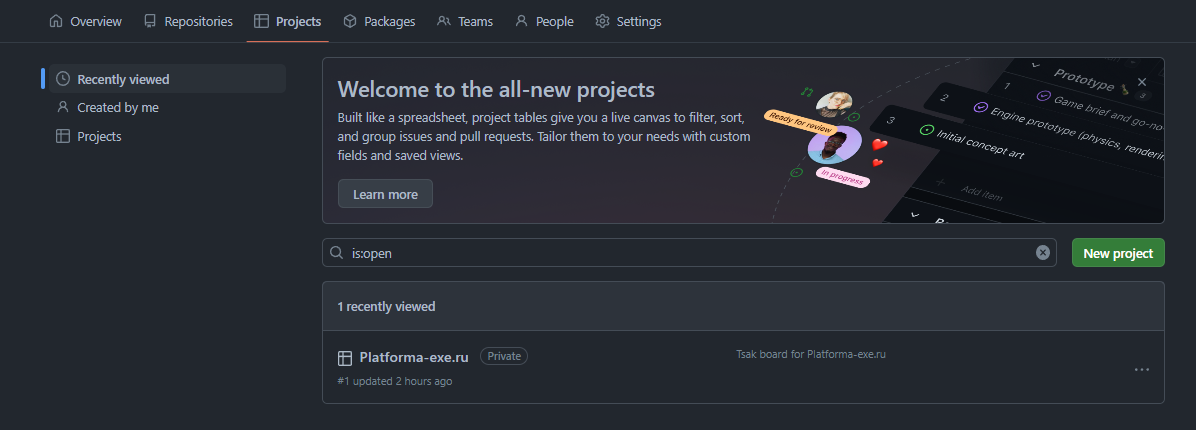 Overview
Repositories
Projects
Packages
Teams
People
Settings
Recently viewed
Created by me
Projects
Welcome to the all-new projects
Built like a spreadsheet, project tables give you a live canvas to filter, sort,
and group issues and pull requests. Tailor them to your needs with custom
fields and saved views.
Learn more
Prototype
3
1
Game brief and go-no
2
Engine prototype (physics, renderin
3
Initial concept art
Add item
Ready for review
In progress
is:open
New project
1 recently viewed
Platforma-exe.ru
Private
Tsak board for Platforma-exe.ru
#1 updated 2 hours ago